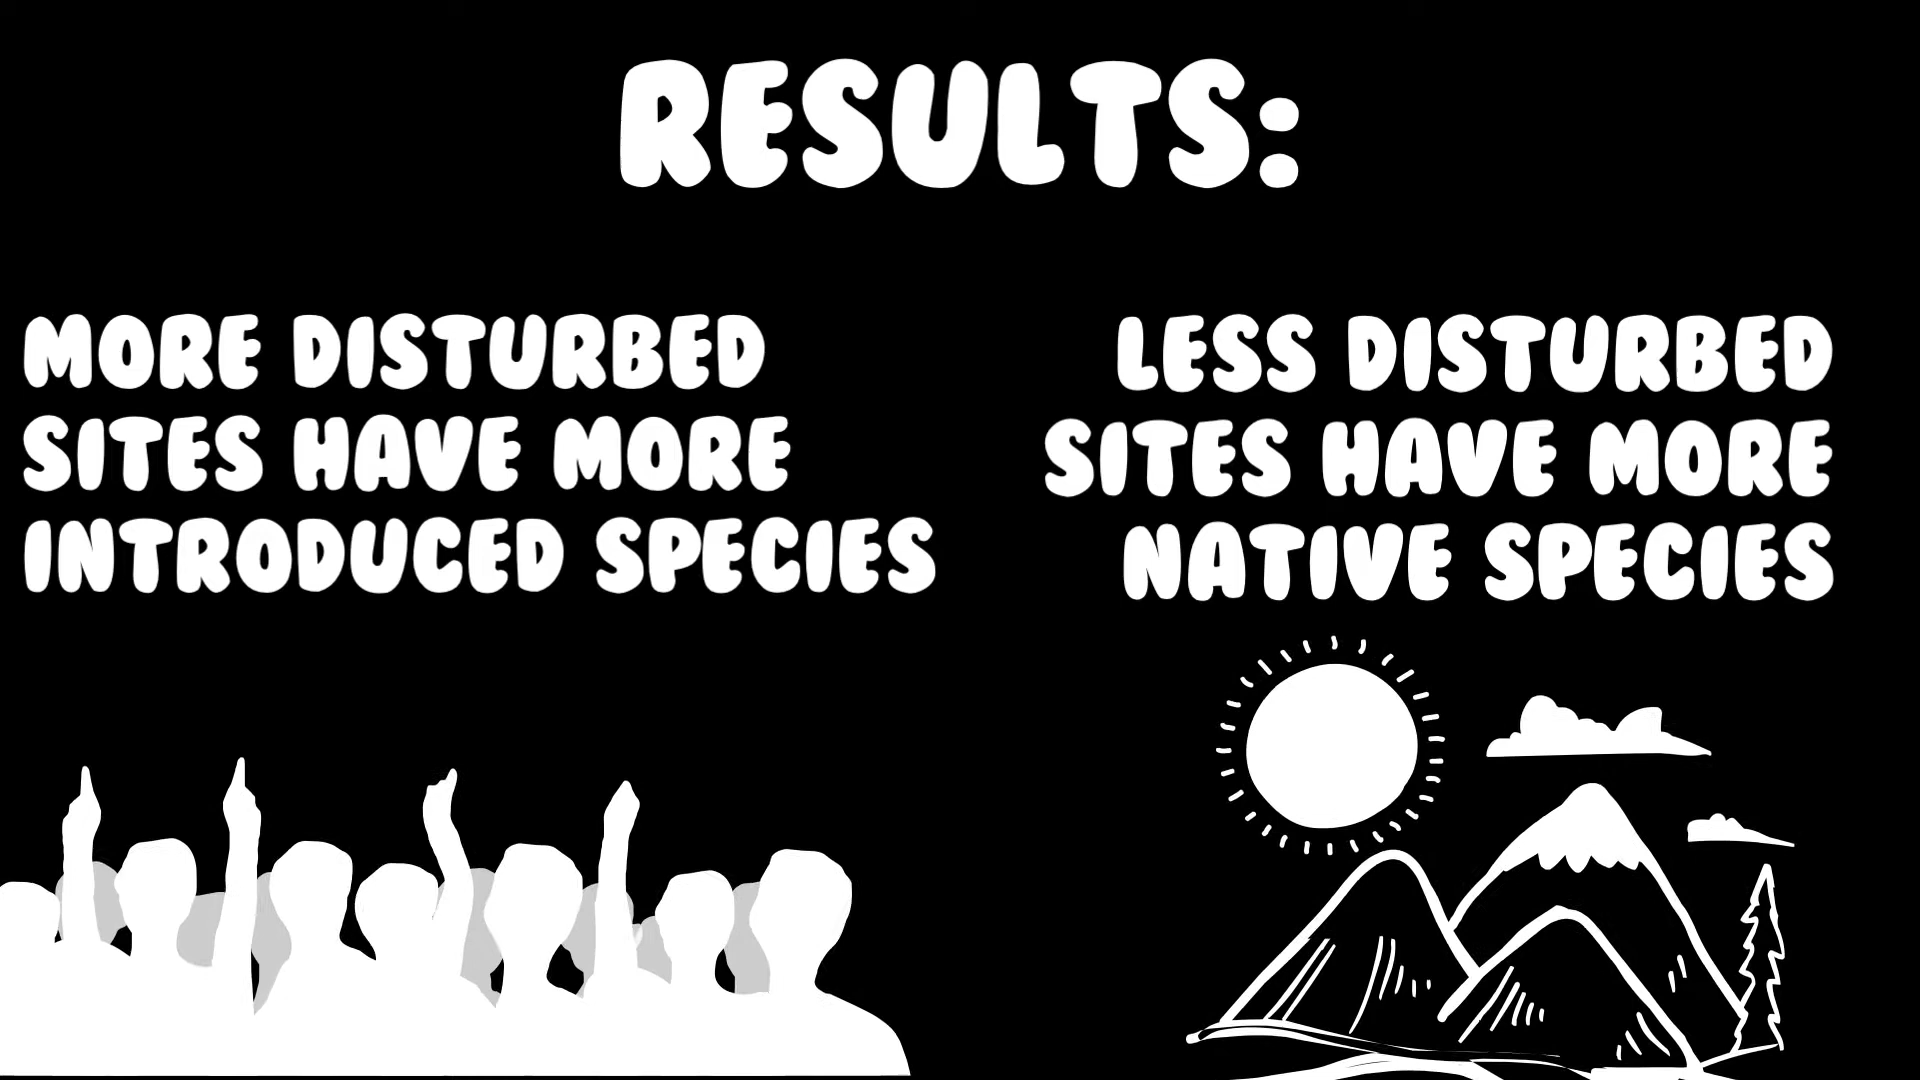 RESULTS:
MORE DISTURBED
SITES HAVE MORE
INTRODUCED SPECIES
LESS DISTURBED
SITES HAVE MORE
NATIVE SPECIES